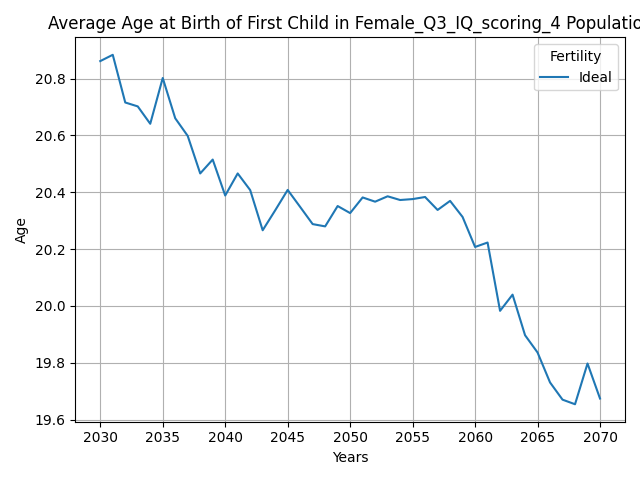 Average Age at Birth of First Child in Female_Q3_IQ_scoring_4 Populatio
Fertility
Ideal
20.8
20.6
20.4
20.2
20.0
19.8
19.6
Age
2030 2035 2040 2045 2050 2055 2060 2065 2070
Years